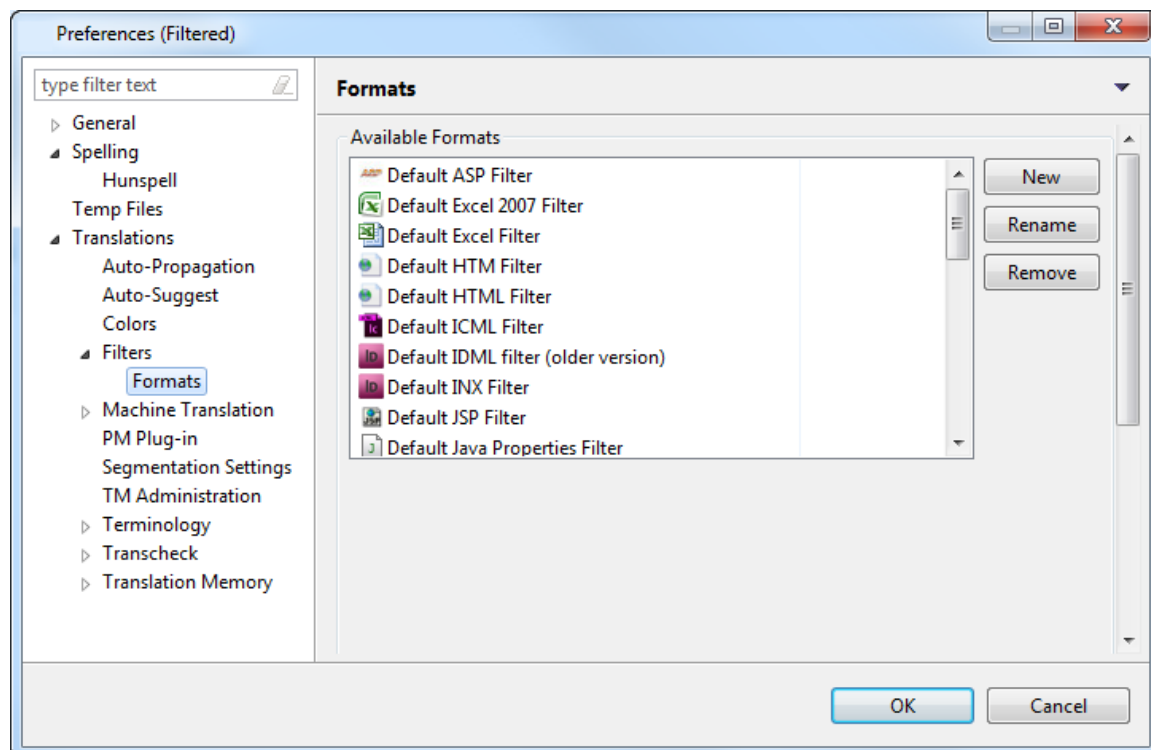 Preferences (Filtered)
type filter text
General
Spelling
Hunspell
Temp Files
Translations
Auto-Propagation
Auto-Suggest
Colors
Filters
Formats
Machine Translation
PM Plug-in
Segmentation Settings
TM Administration
Terminology
Transcheck
Translation Memory
Formats
Available Formats
Default ASP Filter
Default Excel 2007 Filter
Default Excel Filter
Default HTM Filter
Default HTML Filter
Default ICML Filter
Default IDML filter (older version)
Default INX Filter
Default JSP Filter
Default Java Properties Filter
New
Rename
Remove
OK
Cancel